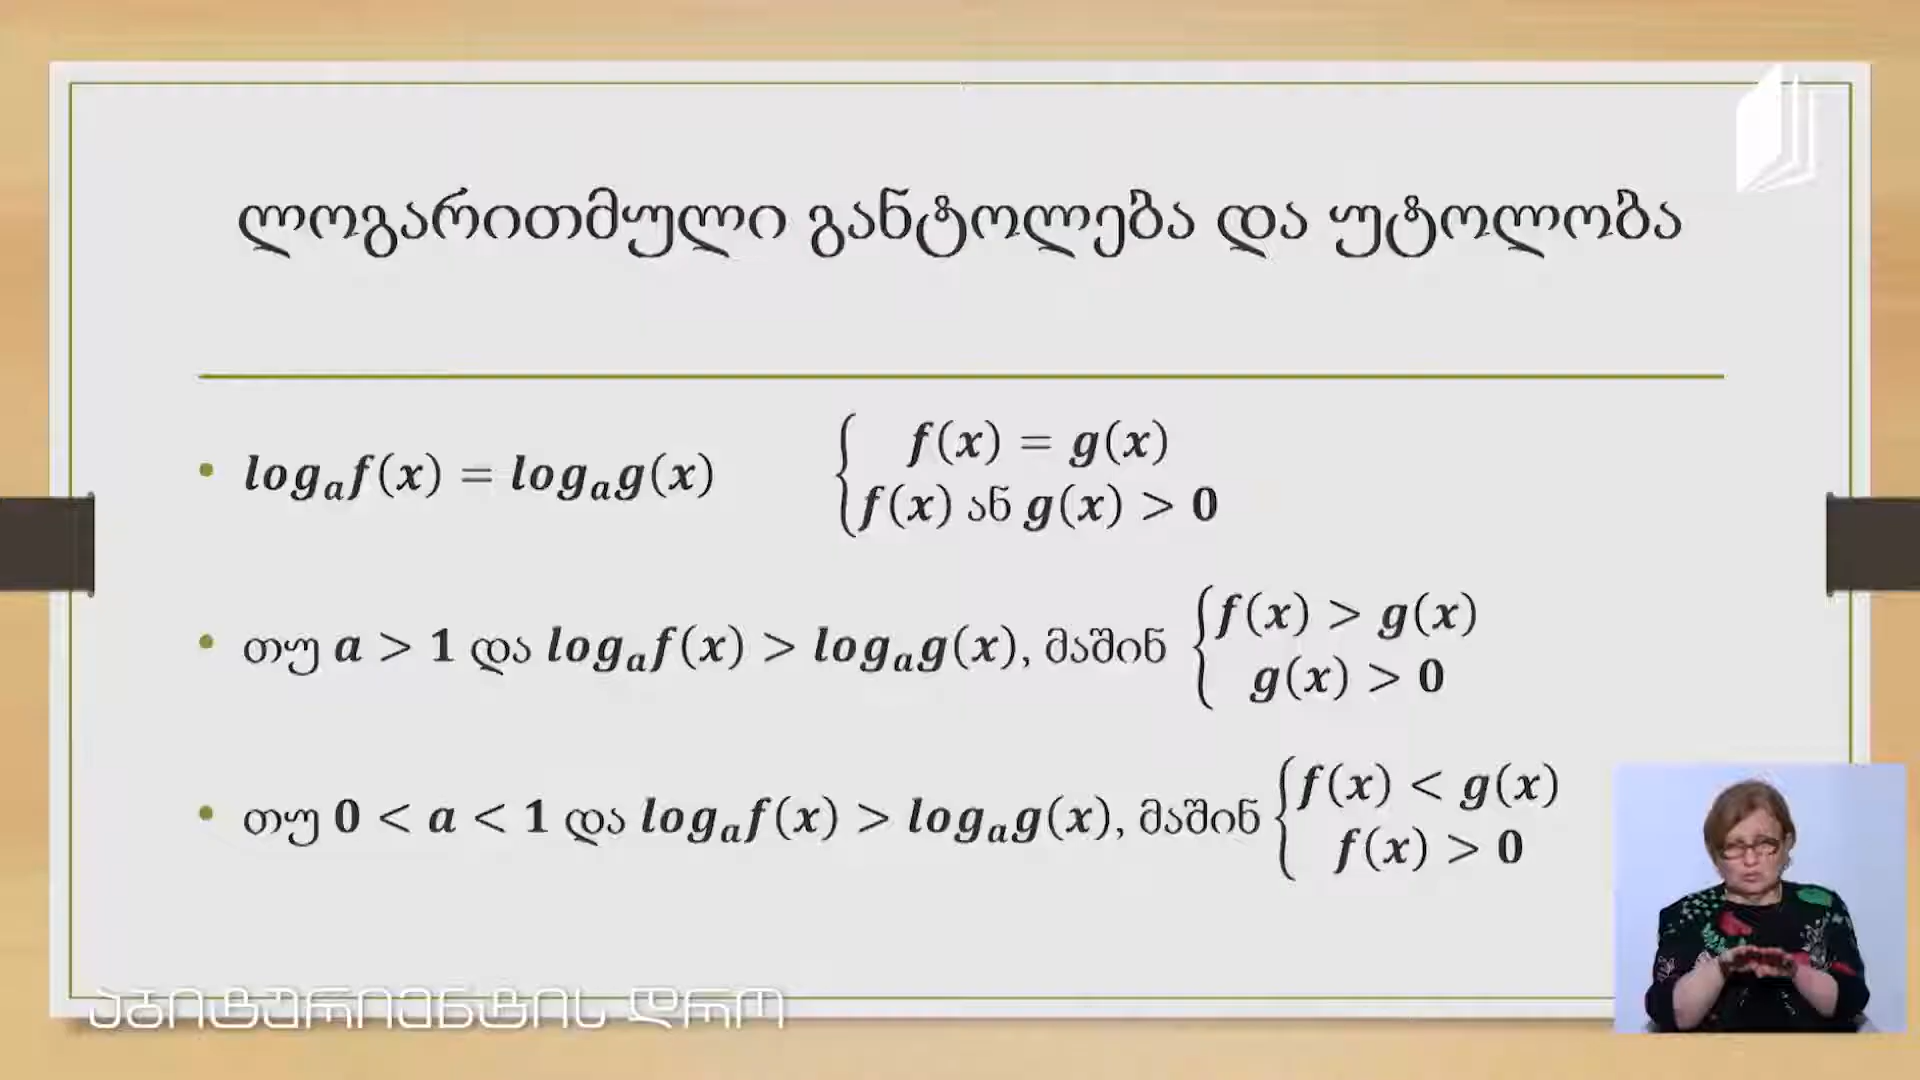 ლოგარითმული განტოლება და უტოლობა
• logₐf(x) = logₐg(x) { f(x) = g(x)
f(x) ან g(x) > 0
• თუ a > 1 და logₐf(x) > logₐg(x), მაშინ { f(x) > g(x)
g(x) > 0
• თუ 0 < a < 1 და logₐf(x) > logₐg(x), მაშინ { f(x) < g(x)
f(x) > 0
აბიტურიენტის დრო